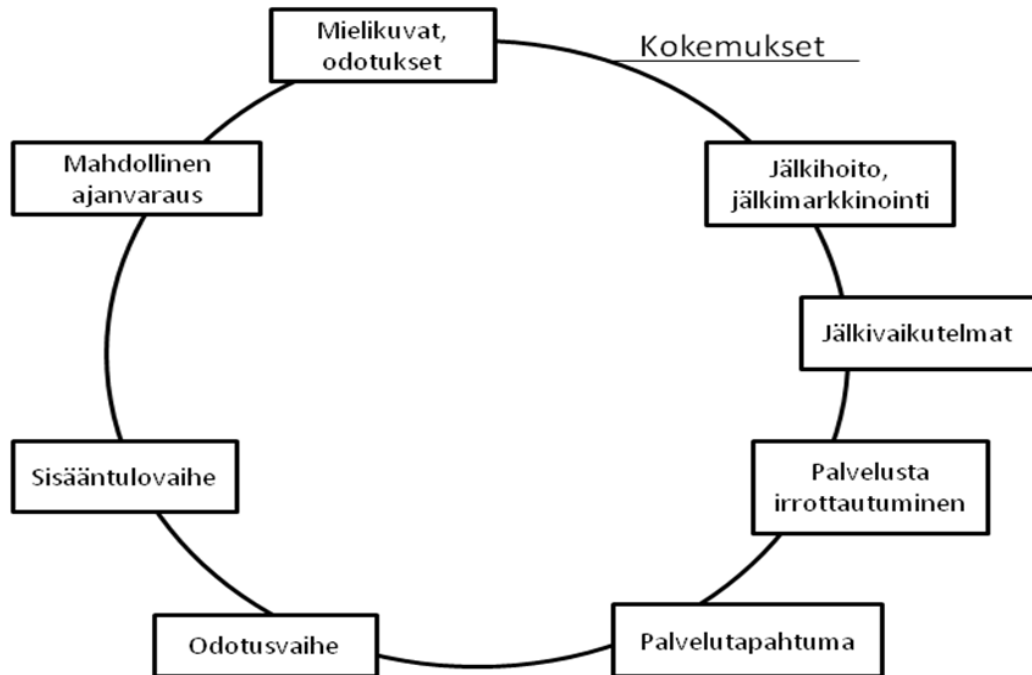 Mielikuvat,
odotukset
Kokemukset
Mahdollinen
ajanvaraus
Jälkihoito,
jälkimarkkinointi
Jälkivaikutelmat
Sisääntulovaihe
Palvelusta
irrottautuminen
Odotusvaihe
Palvelutapahtuma